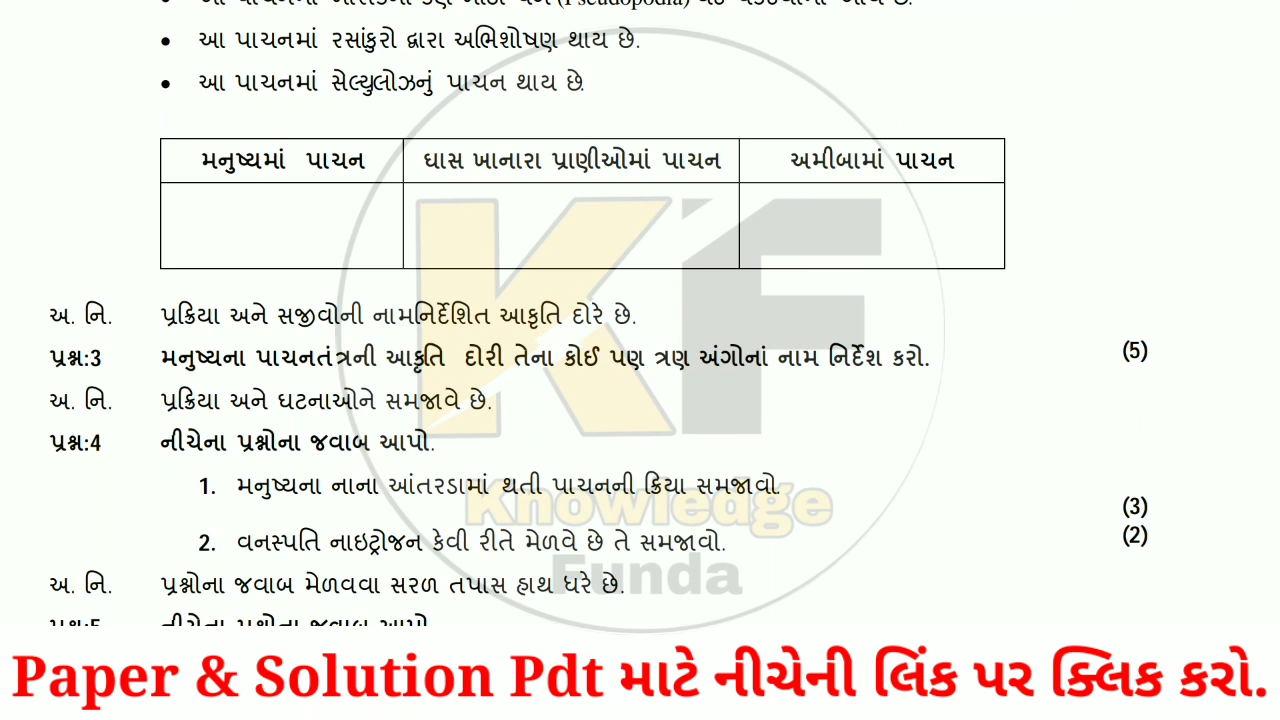 (Pseudopodia)
• આ પાચનમાં રસાંકુરો દ્વારા અભિશોષણ થાય છે.
• આ પાચનમાં સેલ્યુલોઝનું પાચન થાય છે
મનુષ્યમાં પાચન ઘાસ ખાનારા પ્રાણીઓમાં પાચન અમીબામાં પાચન
અ. નિ. પ્રક્રિયા અને સજીવોની નામનિર્દેશિત આકૃતિ દોરે છે.
પ્રશ્ન:3 મનુષ્યના પાચનતંત્રની આકૃતિ દોરી તેના કોઈ પણ ત્રણ અંગોનાં નામ નિર્દેશ કરો. (5)
અ. નિ. પ્રક્રિયા અને ઘટનાઓને સમજાવે છે.
પ્રશ્ન:4 નીચેના પ્રશ્નોના જવાબ આપો.
1. મનુષ્યના નાના આંતરડામાં થતી પાચનની ક્રિયા સમજાવો.
(3)
2. વનસ્પતિ નાઇટ્રોજન કેવી રીતે મેળવે છે તે સમજાવો. (2)
અ. નિ. પ્રશ્નોના જવાબ મેળવવા સરળ તપાસ હાથ ધરે છે.
KF
Knowledge
Funda
Paper & Solution Pdt માટે નીચેની લિંક પર ક્લિક કરો.